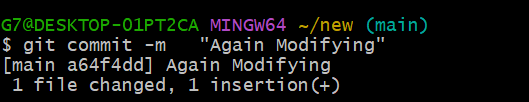 G7@DESKTOP-01PT2CA MINGW64 ~/new (main)
$ git commit -m   "Again Modifying"
[main a64f4dd] Again Modifying
 1 file changed, 1 insertion(+)